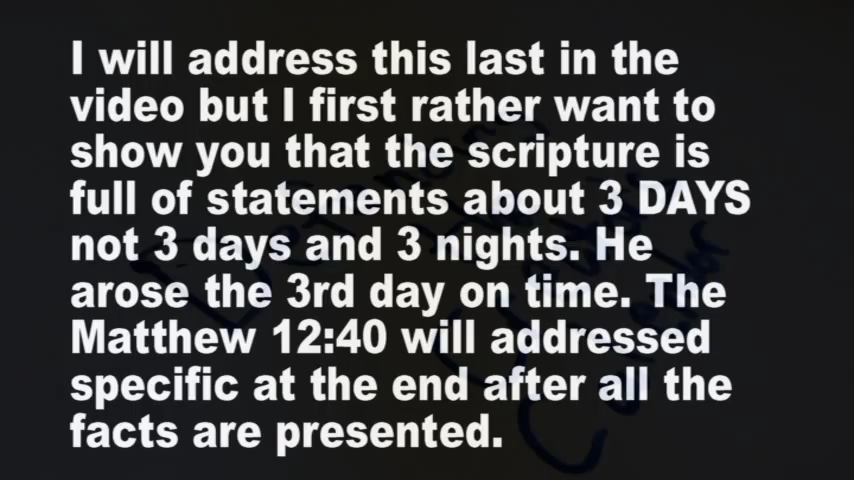 I will address this last in the
video but I first rather want to
show you that the scripture is
full of statements about 3 DAYS
not 3 days and 3 nights. He
arose the 3rd day on time. The
Matthew 12:40 will addressed
specific at the end after all the
facts are presented.